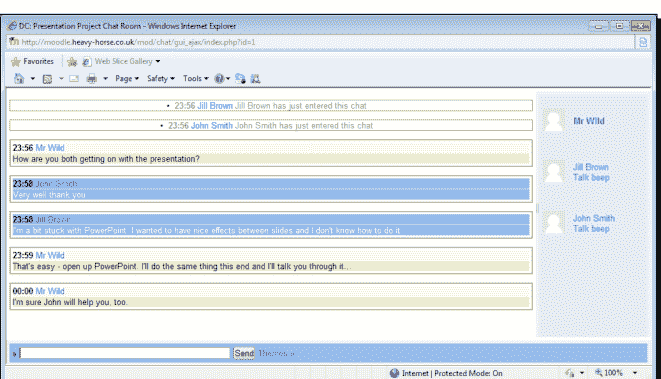 DC: Presentation Project Chat Room - Windows Internet Explorer
http://moodle.heavy-horse.co.uk/mod/chat/gui_ajax/index.php?id=1
Favorites Web Slice Gallery
Page Safety Tools
• 23:56 Jill Brown Jill Brown has just entered this chat
• 23:56 John Smith John Smith has just entered this chat
23:56 Mr Wild
How are you both getting on with the presentation?
23:58 John Smith
Very well thank you
23:58 Jill Brown
I'm a bit stuck with PowerPoint. I wanted to have nice effects between slides and I don't know how to do it
23:59 Mr Wild
That's easy - open up PowerPoint. I'll do the same thing this end and I'll talk you through it...
00:00 Mr Wild
I'm sure John will help you, too.
Mr Wild
Jill Brown
Talk beep
John Smith
Talk beep
» Send Themes »
Internet | Protected Mode: On 100%